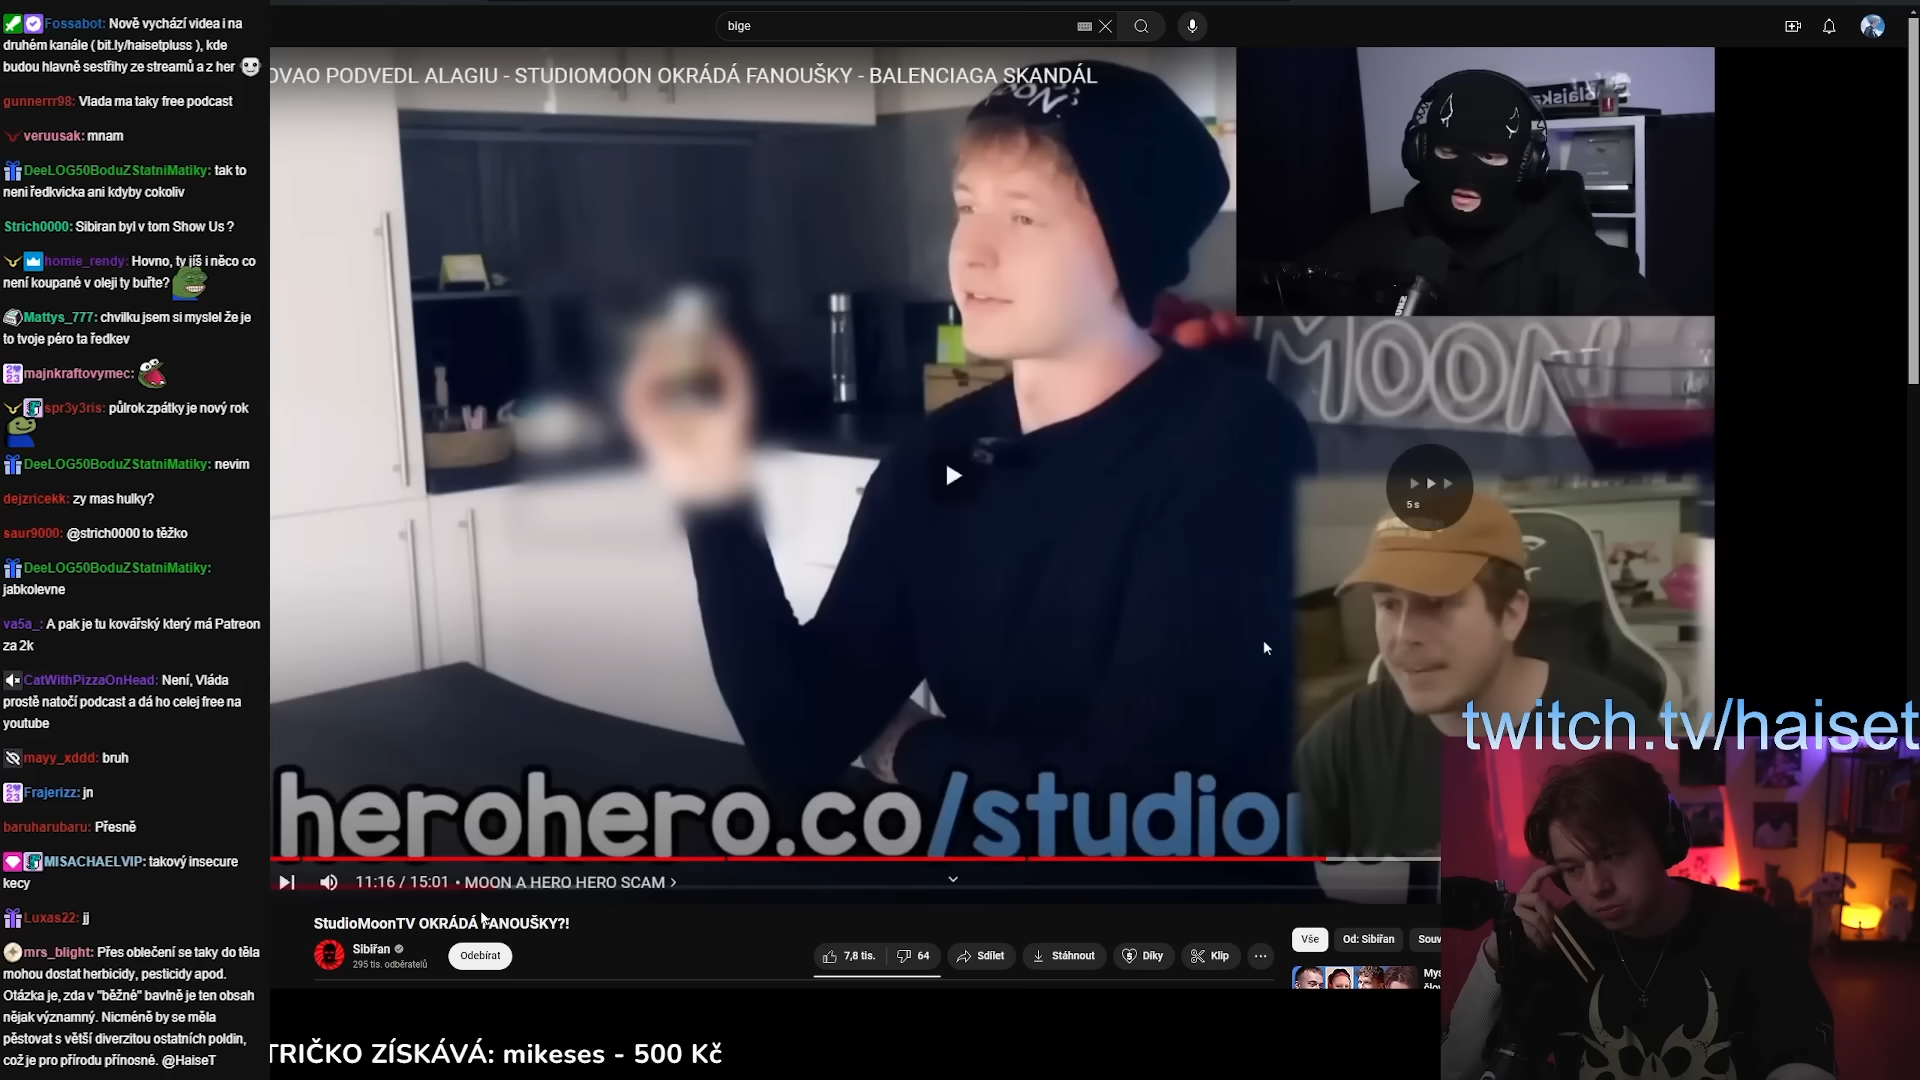 Fossabot: Nově vychází videa i na
druhém kanále ( bit.ly/haisetpluss ), kde
budou hlavně sestřihy ze streamů a z her
gunnerrr98: Vlada ma taky free podcast
veruusak: mnam
DeeLOG50BoduZStatniMatiky: tak to
neni ředkvicka ani kdyby cokoliv
Strich0000: Sibiran byl v tom Show Us ?
homie_rendy: Hovno, ty jíš i něco co
není koupané v oleji ty buřte?
Mattys_777: chvilku jsem si myslel že je
to tvoje péro ta ředkev
majnkraftovymec:
spr3y3ris: půlrok zpátky je nový rok
DeeLOG50BoduZStatniMatiky: nevim
dejzricekk: zy mas hulky?
saur9000: @strich0000 to těžko
DeeLOG50BoduZStatniMatiky:
jabkolevne
va5a_: A pak je tu kovářský který má Patreon
za 2k
CatWithPizzaOnHead: Není, Vláda
prostě natočí podcast a dá ho celej free na
youtube
mayy_xddd: bruh
Frajerizz: jn
baruharubaru: Přesně
MISACHAELVIP: takový insecure
kecy
Luxas22: jj
mrs_blight: Přes oblečení se taky do těla
mohou dostat herbicidy, pesticidy apod.
Otázka je, zda v "běžné" bavlně je ten obsah
nějak významný. Nicméně by se měla
pěstovat s větší diverzitou ostatních poldin,
což je pro přírodu přínosné. @HaiseT
bige
OVAO PODVEDL ALAGIU - STUDIOMOON OKRÁDÁ FANOUŠKY - BALENCIAGA SKANDÁL
MOON
5 s
twitch.tv/haiset
herohero.co/studio
11:16 / 15:01 • MOON A HERO HERO SCAM >
StudioMoonTV OKRÁDÁ FANOUŠKY?!
Sibiřan
295 tis. odběratelů
Odebírat
7,8 tis.
64
Sdílet
Stáhnout
Díky
Klip
Vše
Od: Sibiřan
Souv
Mys
člov
TRIČKO ZÍSKÁVÁ: mikeses - 500 Kč